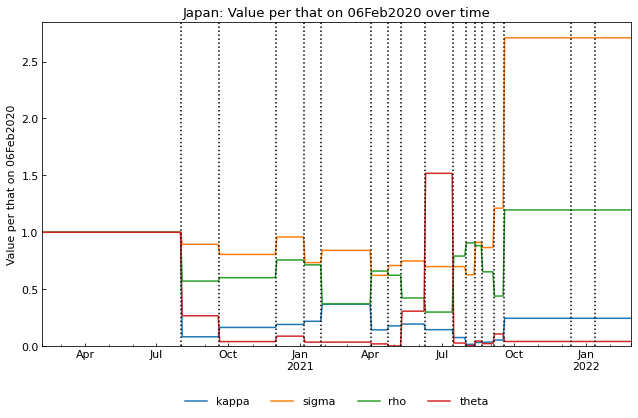 Japan: Value per that on 06Feb2020 over time
Value per that on 06Feb2020
2.5
2.0
1.5
1.0
0.5
0.0
Apr Jul Oct Jan Apr Jul Oct Jan
2021 2022
kappa sigma rho theta